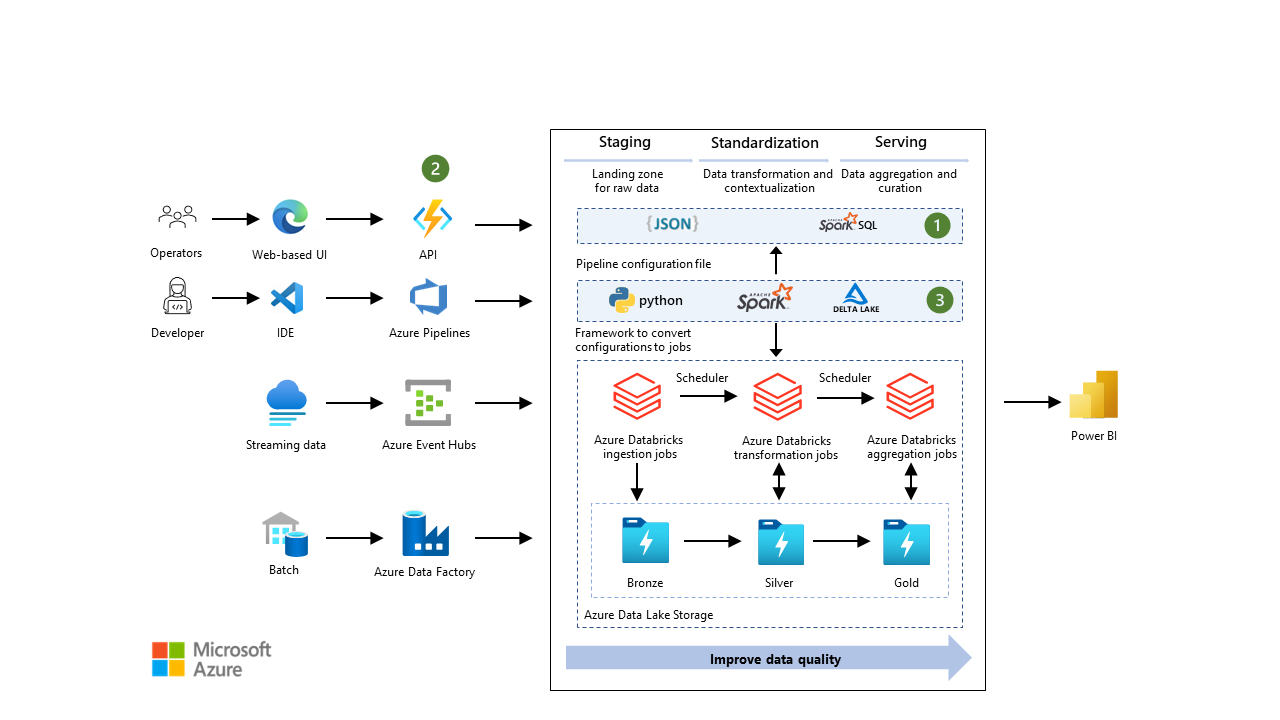 Staging
Standardization
Serving
Landing zone
for raw data
Data transformation and
contextualization
Data aggregation and
curation
2
Operators
Web-based UI
API
{JSON}
APACHE
Spark SQL
1
Pipeline configuration file
Developer
</>
IDE
Azure Pipelines
python
APACHE
Spark
DELTA LAKE
3
Framework to convert
configurations to jobs
Streaming data
Azure Event Hubs
Scheduler
Scheduler
Azure Databricks
ingestion jobs
Azure Databricks
transformation jobs
Azure Databricks
aggregation jobs
Power BI
Batch
Azure Data Factory
Bronze
Silver
Gold
Azure Data Lake Storage
Improve data quality
Microsoft
Azure